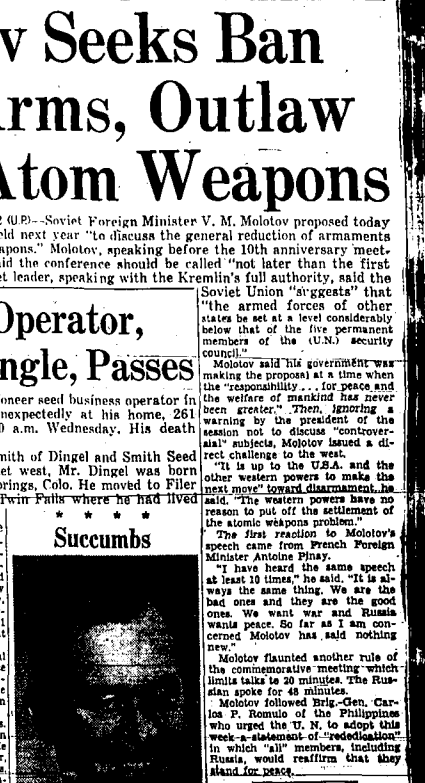 v Seeks Ban
rms, Outlaw
Atom Weapons
2 (U.P.)—Soviet Foreign Minister V. M. Molotov proposed today
eld next year "to discuss the general reduction of armaments
apons." Molotov, speaking before the 10th anniversary meet-
aid the conference should be called "not later than the first
et leader, speaking with the Kremlin's full authority, said the
Soviet Union "suggests" that
"the armed forces of other
states be set at a level considerably
below that of the five permanent
members of the (U.N.) security
council."
Molotov said his government was
making the proposal at a time when
the "responsibility . . . for peace and
the welfare of mankind has never
been greater." Then, ignoring a
warning by the president of the
session not to discuss "controver-
sial" subjects, Molotov issued a di-
rect challenge to the west.
"It is up to the U.S.A. and the
other western powers to make the
next move" toward disarmament, he
said. "The western powers have no
reason to put off the settlement of
the atomic weapons problem."
The first reaction to Molotov's
speech came from French Foreign
Minister Antoine Pinay.
"I have heard the same speech
at least 10 times," he said. "It is al-
ways the same thing. We are the
bad ones and they are the good
ones. We want war and Russia
wants peace. So far as I am con-
cerned Molotov has said nothing
new."
Molotov flaunted another rule of
the commemorative meeting which
limits talks to 20 minutes. The Rus-
sian spoke for 48 minutes.
Molotov followed Brig.-Gen. Car-
los P. Romulo of the Philippines
who urged the U. N. to adopt this
week a statement of "rededication"
in which "all" members, including
Russia, would reaffirm that they
stand for peace.
Operator,
ngle, Passes
oneer seed business operator in
nexpectedly at his home, 261
0 a.m. Wednesday. His death
mith of Dingel and Smith Seed
et west, Mr. Dingel was born
prings, Colo. He moved to Filer
Twin Falls where he had lived
* * * *
Succumbs